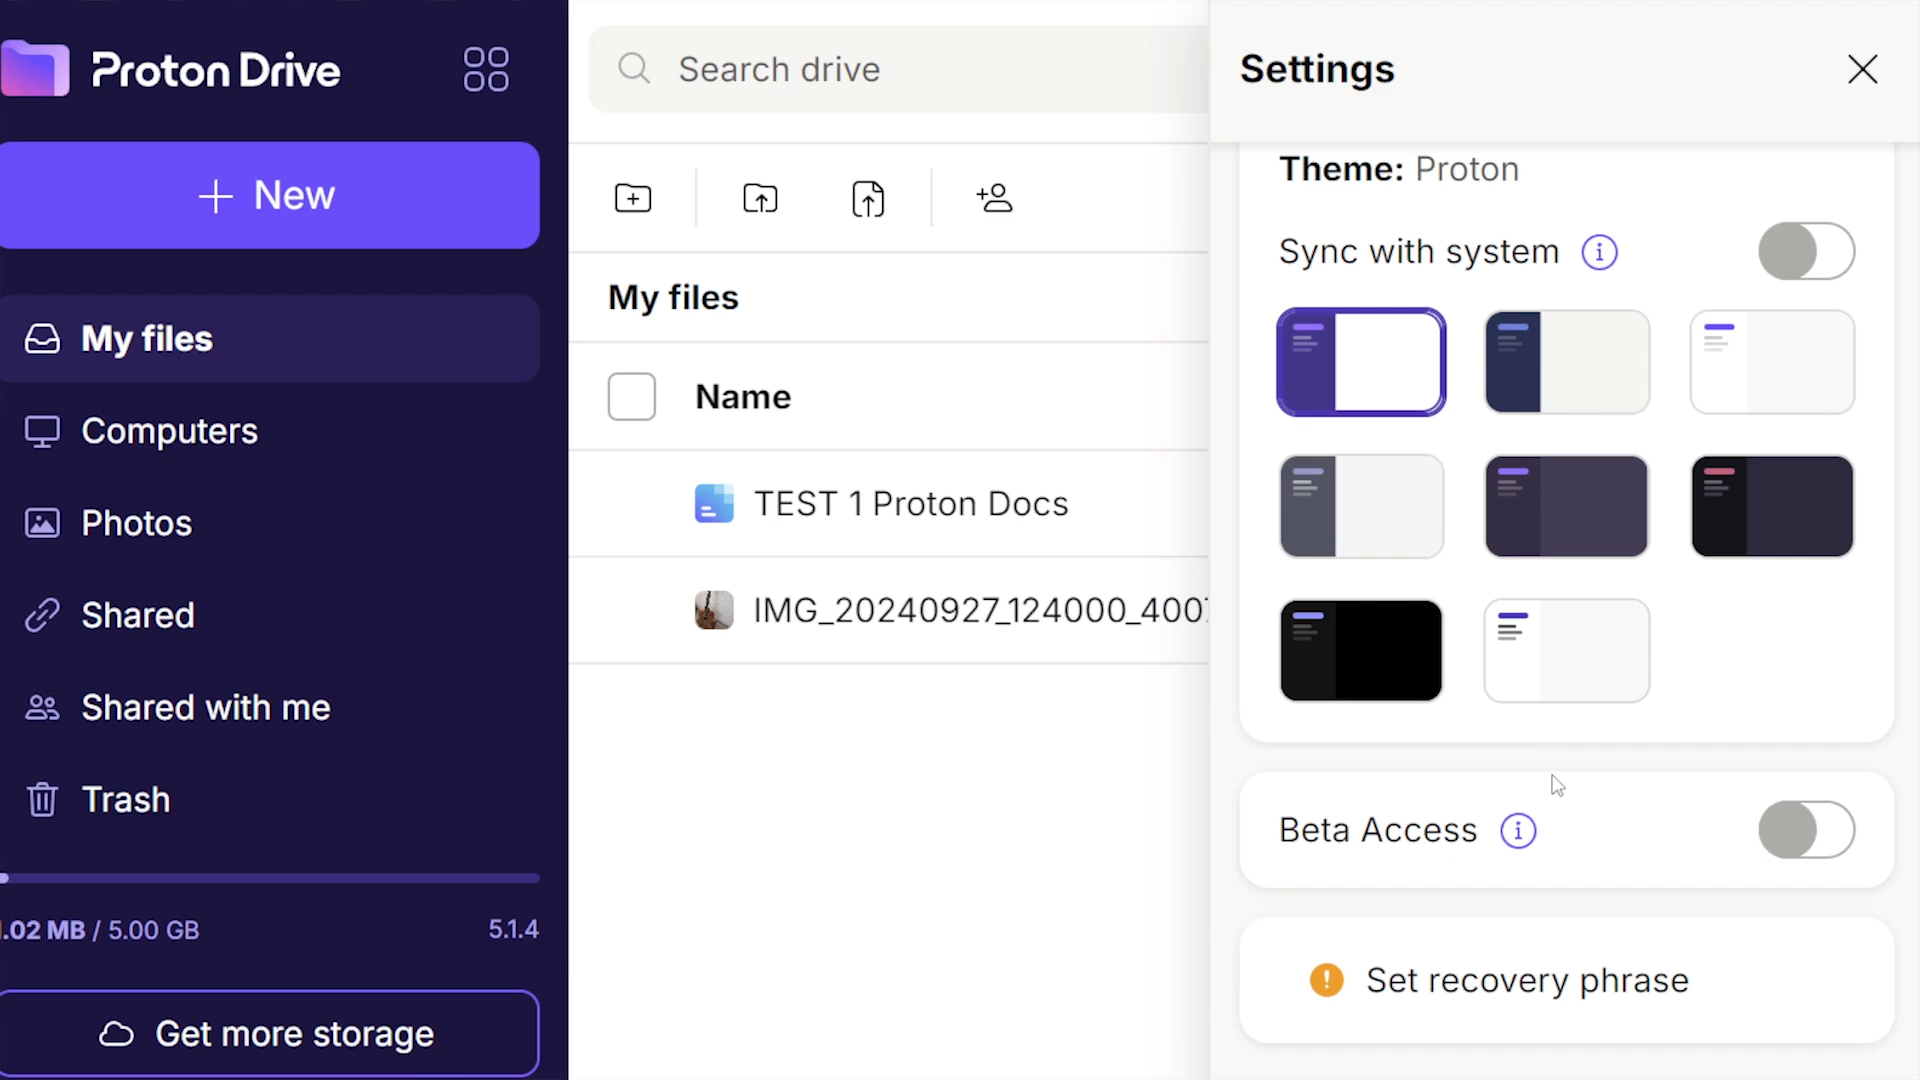 Proton Drive
New
My files
Computers
Photos
Shared
Shared with me
Trash
.02 MB / 5.00 GB
5.1.4
Get more storage
Search drive
My files
Name
TEST 1 Proton Docs
IMG_20240927_124000_400
Settings
Theme: Proton
Sync with system
Beta Access
Set recovery phrase